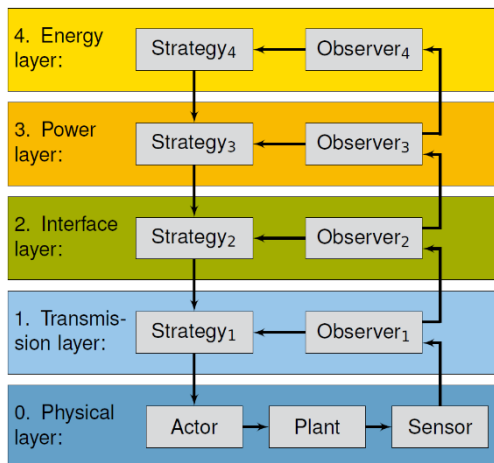 4. Energy
layer:
Strategy₄
Observer₄
3. Power
layer:
Strategy₃
Observer₃
2. Interface
layer:
Strategy₂
Observer₂
1. Transmis-
sion layer:
Strategy₁
Observer₁
0. Physical
layer:
Actor
Plant
Sensor